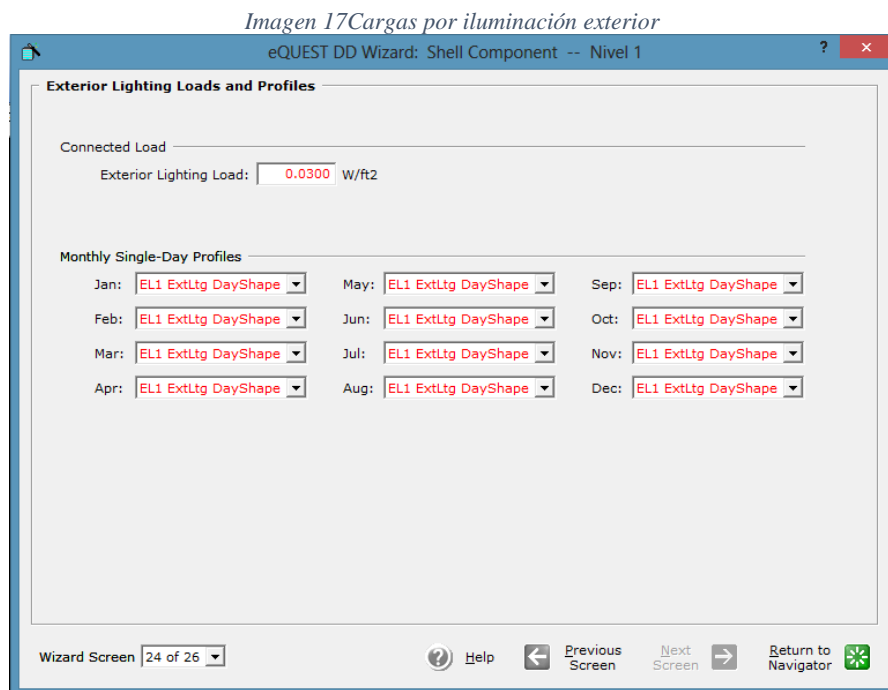 Imagen 17Cargas por iluminación exterior
eQUEST DD Wizard: Shell Component -- Nivel 1
? ×
Exterior Lighting Loads and Profiles
Connected Load
Exterior Lighting Load: 0.0300 W/ft2
Monthly Single-Day Profiles
Jan: EL1 ExtLtg DayShape May: EL1 ExtLtg DayShape Sep: EL1 ExtLtg DayShape
Feb: EL1 ExtLtg DayShape Jun: EL1 ExtLtg DayShape Oct: EL1 ExtLtg DayShape
Mar: EL1 ExtLtg DayShape Jul: EL1 ExtLtg DayShape Nov: EL1 ExtLtg DayShape
Apr: EL1 ExtLtg DayShape Aug: EL1 ExtLtg DayShape Dec: EL1 ExtLtg DayShape
Wizard Screen 24 of 26
? Help
Previous
Screen
Next
Screen
Return to
Navigator